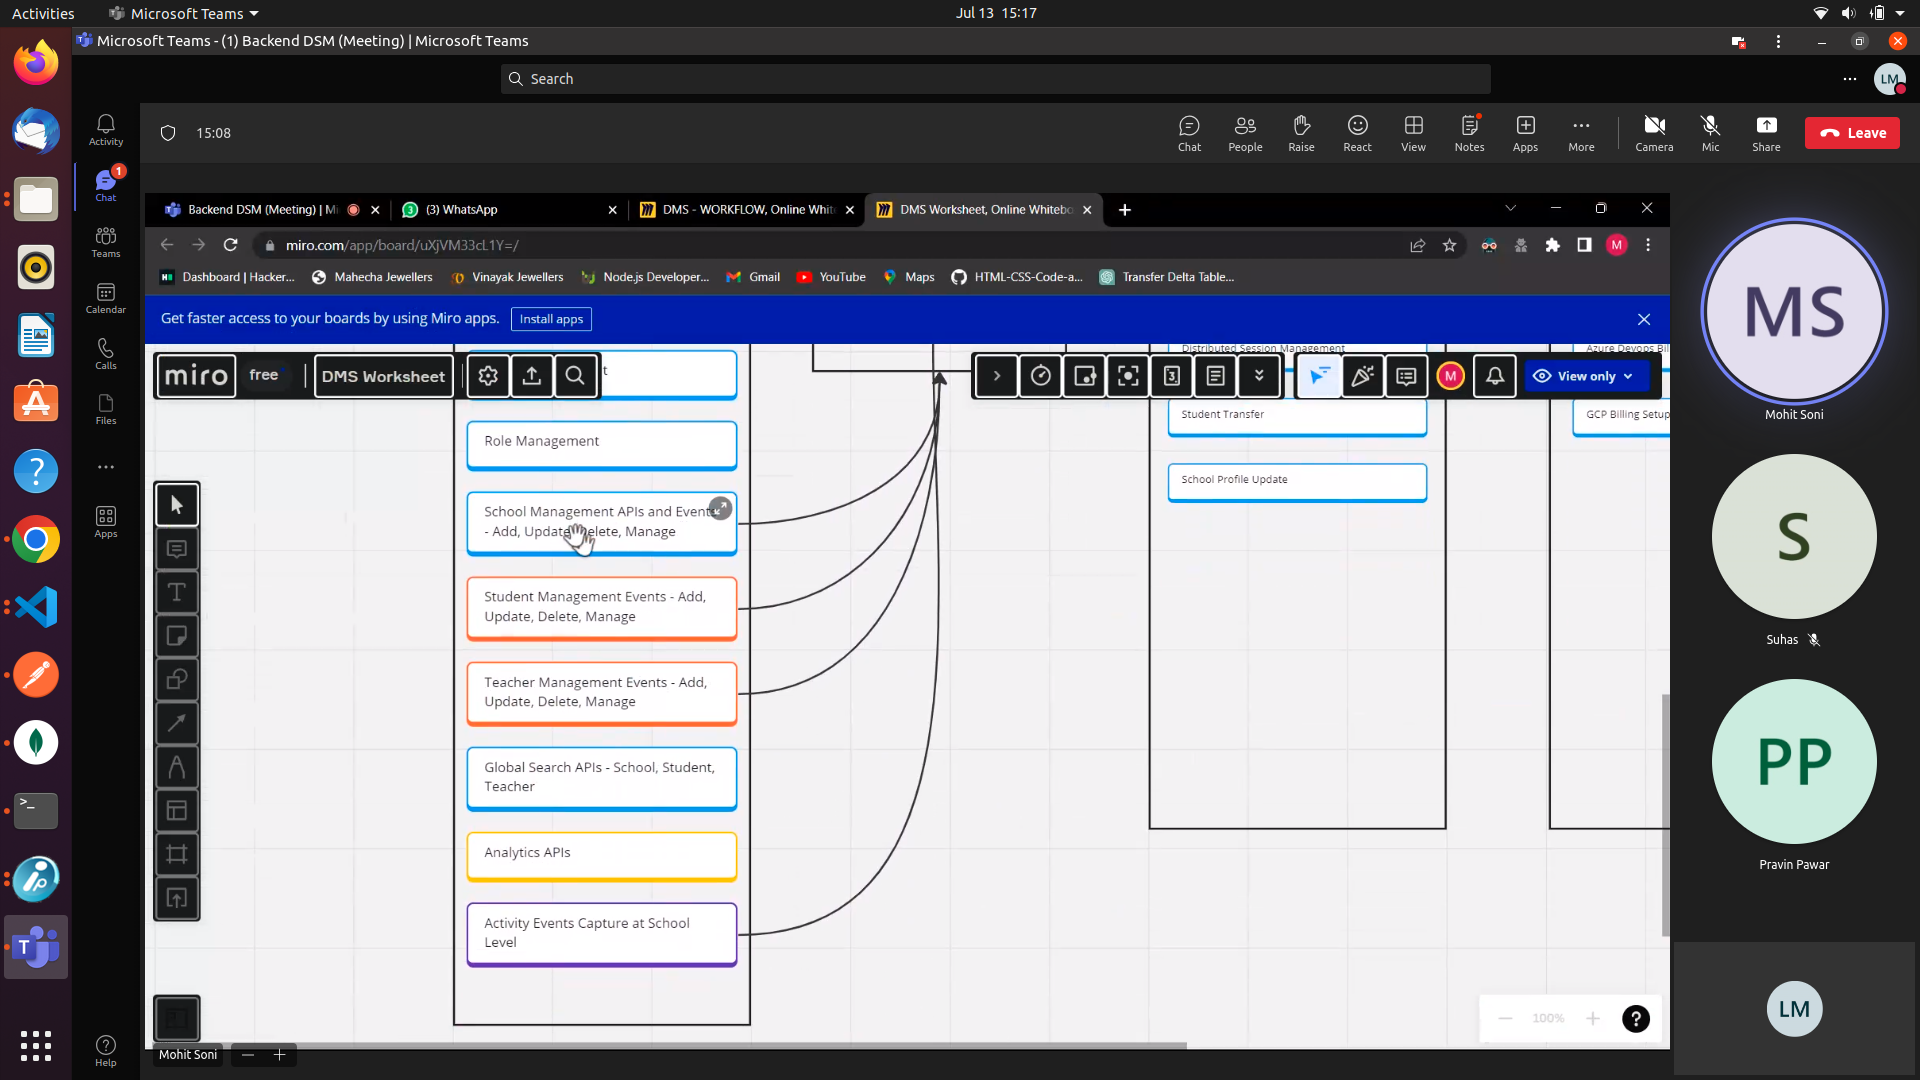 Activities
Microsoft Teams
Jul 13 15:17
Microsoft Teams - (1) Backend DSM (Meeting) | Microsoft Teams
Search
LM
15:08
Chat
People
Raise
React
View
Notes
Apps
More
Camera
Mic
Share
Leave
Activity
1
Chat
Teams
Calendar
Calls
Files
Apps
Help
Backend DSM (Meeting) | Mi
(3) WhatsApp
DMS - WORKFLOW, Online Whit
DMS Worksheet, Online Whitebo
miro.com/app/board/uXjVM33cL1Y=/
M
Dashboard | Hacker...
Mahecha Jewellers
Vinayak Jewellers
Node.js Developer...
Gmail
YouTube
Maps
HTML-CSS-Code-a...
Transfer Delta Table...
Get faster access to your boards by using Miro apps.
Install apps
miro
free
DMS Worksheet
t
3
M
View only
Distributed Session Management
Azure Devops Bil
Student Transfer
GCP Billing Setup
School Profile Update
Role Management
School Management APIs and Events
- Add, Update, Delete, Manage
Student Management Events - Add,
Update, Delete, Manage
Teacher Management Events - Add,
Update, Delete, Manage
Global Search APIs - School, Student,
Teacher
Analytics APIs
Activity Events Capture at School
Level
100%
?
Mohit Soni
MS
Mohit Soni
S
Suhas
PP
Pravin Pawar
LM